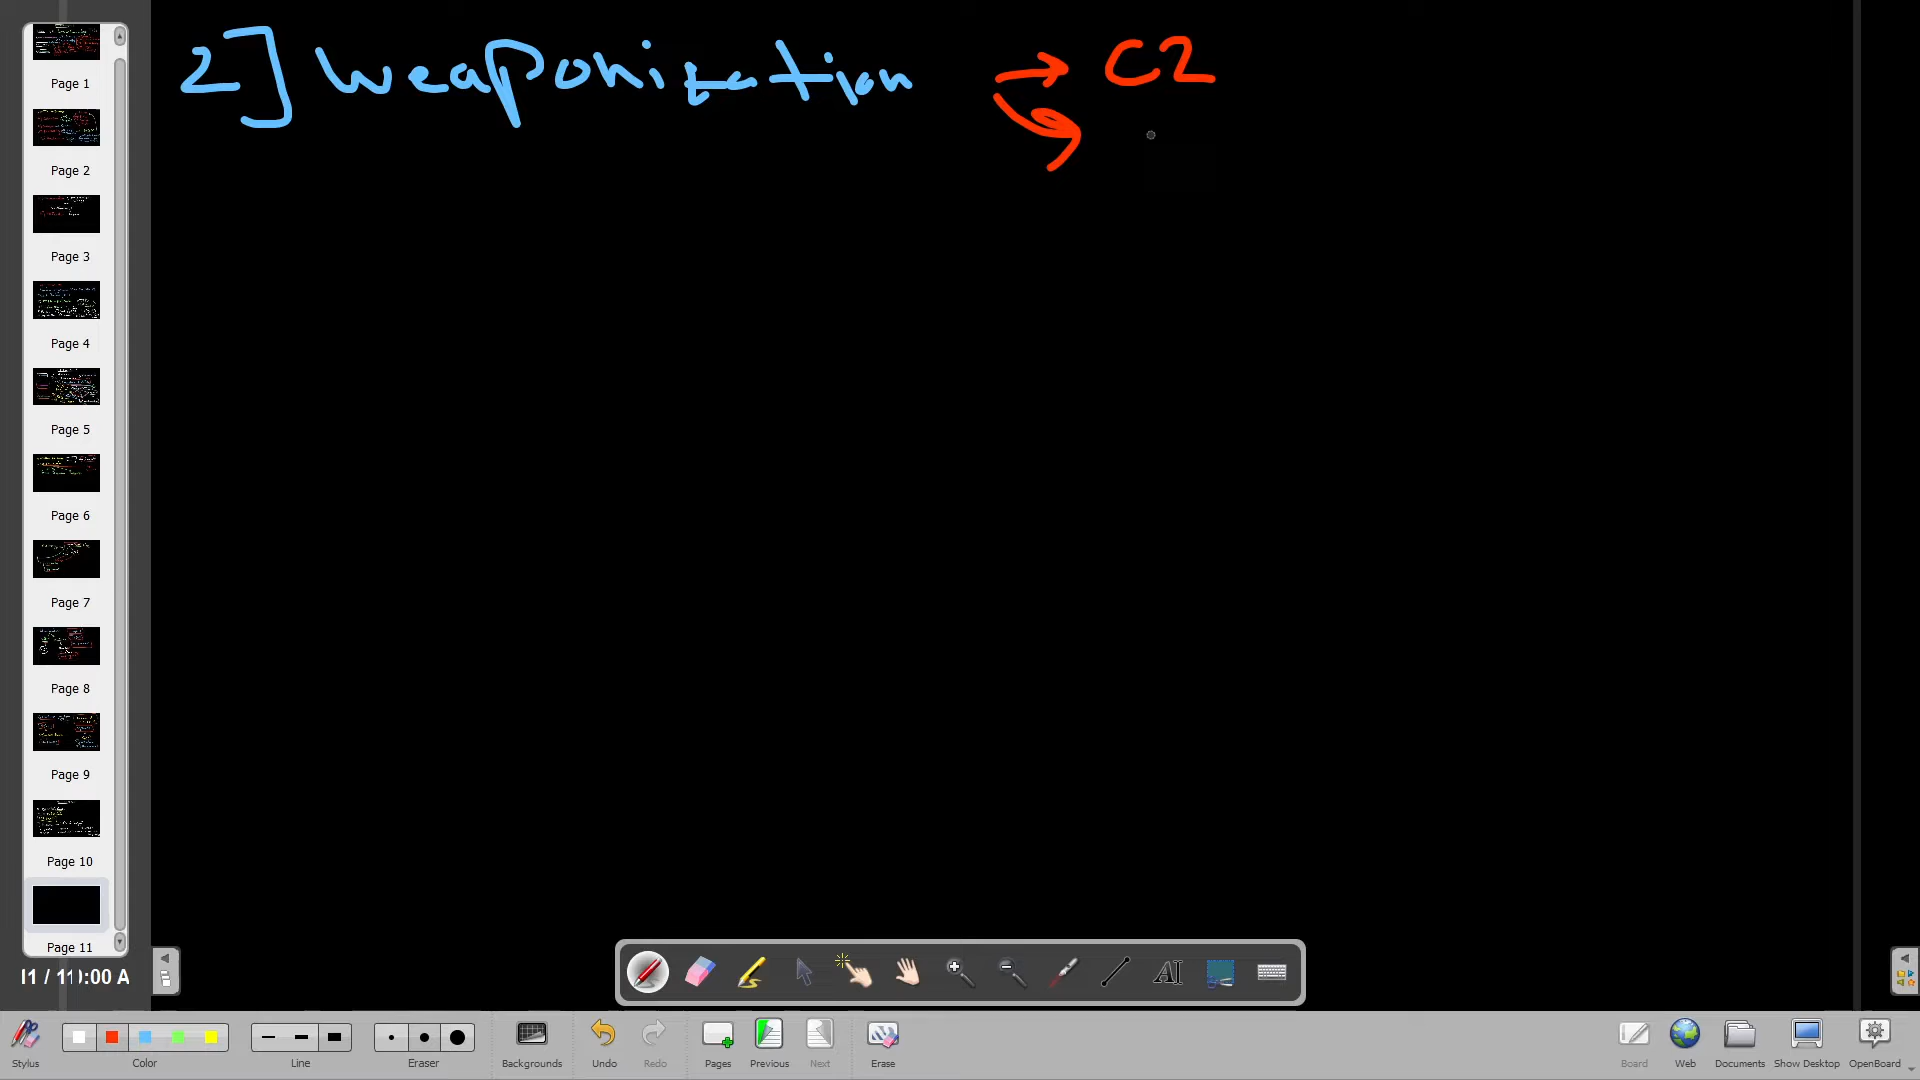 2] Weaponization → C2
Page 1
Page 2
Page 3
Page 4
Page 5
Page 6
Page 7
Page 8
Page 9
Page 10
Page 11
Stylus
Color
Line
Eraser
Backgrounds
Undo
Redo
Pages
Previous
Next
Erase
Board
Web
Documents
Show Desktop
OpenBoard